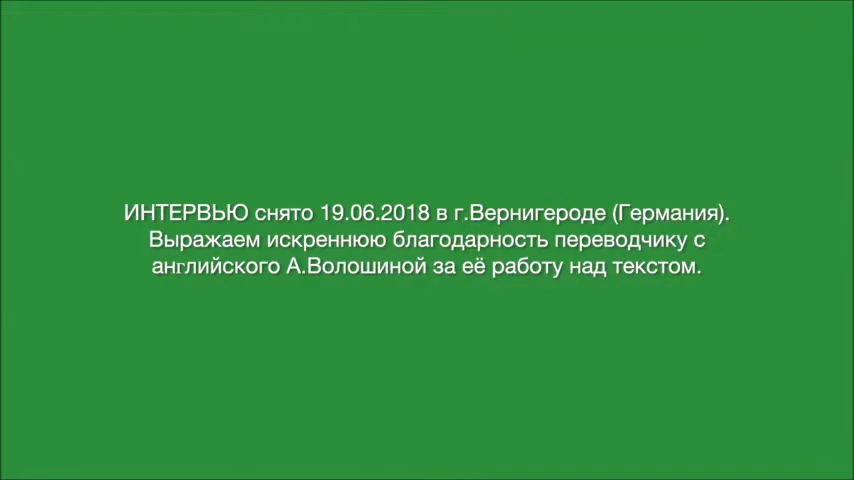 ИНТЕРВЬЮ снято 19.06.2018 в г.Вернигероде (Германия).
Выражаем искреннюю благодарность переводчику с
английского А.Волошиной за её работу над текстом.